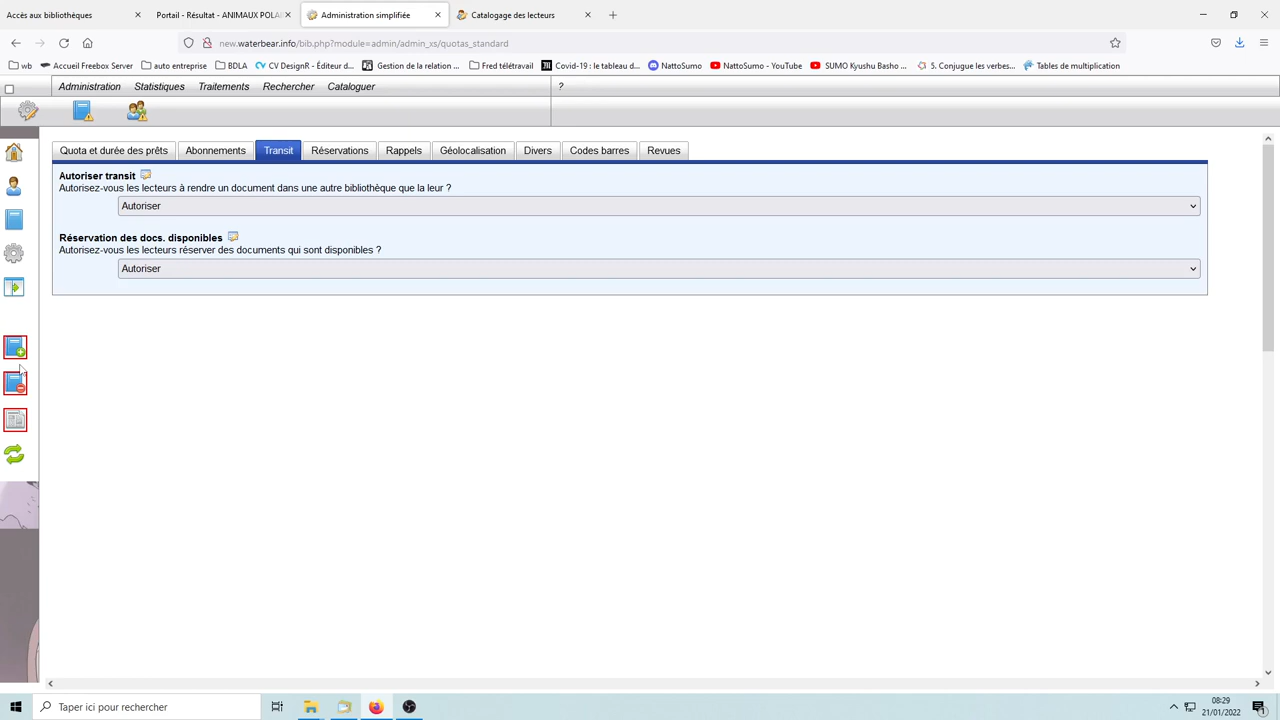 Accès aux bibliothèques
Portail - Résultat - ANIMAUX POLAI
Administration simplifiée
Catalogage des lecteurs
new.waterbear.info/bib.php?module=admin/admin_xs/quotas_standard
wb
Accueil Freebox Server
auto entreprise
BDLA
CV DesignR - Éditeur d...
Gestion de la relation ...
Fred télétravail
Covid-19 : le tableau d...
NattoSumo
NattoSumo - YouTube
SUMO Kyushu Basho ...
5. Conjugue les verbes...
Tables de multiplication
Administration
Statistiques
Traitements
Rechercher
Cataloguer
?
Quota et durée des prêts
Abonnements
Transit
Réservations
Rappels
Géolocalisation
Divers
Codes barres
Revues
Autoriser transit
Autorisez-vous les lecteurs à rendre un document dans une autre bibliothèque que la leur ?
Autoriser
Réservation des docs. disponibles
Autorisez-vous les lecteurs réserver des documents qui sont disponibles ?
Autoriser
Taper ici pour rechercher
08:29
21/01/2022
1